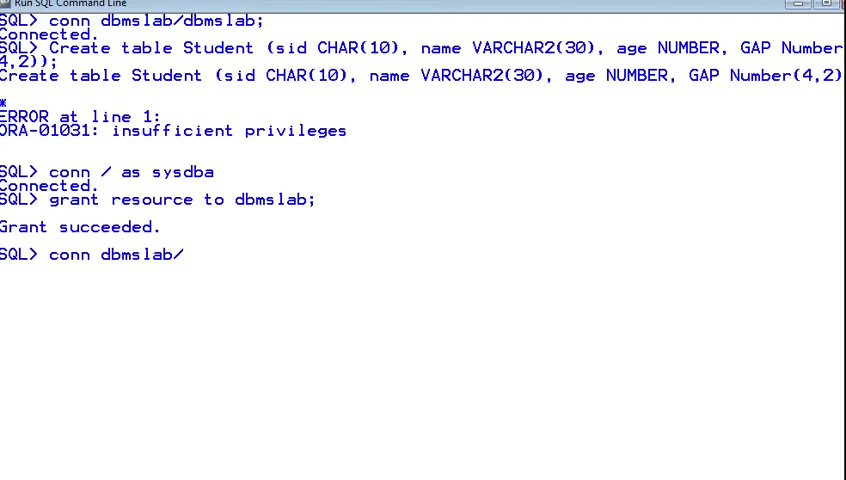 Run SQL Command Line
SQL> conn dbmslab/dbmslab;
Connected.
SQL> Create table Student (sid CHAR(10), name VARCHAR2(30), age NUMBER, GAP Number
4,2));
Create table Student (sid CHAR(10), name VARCHAR2(30), age NUMBER, GAP Number(4,2)
*
ERROR at line 1:
ORA-01031: insufficient privileges
SQL> conn / as sysdba
Connected.
SQL> grant resource to dbmslab;
Grant succeeded.
SQL> conn dbmslab/